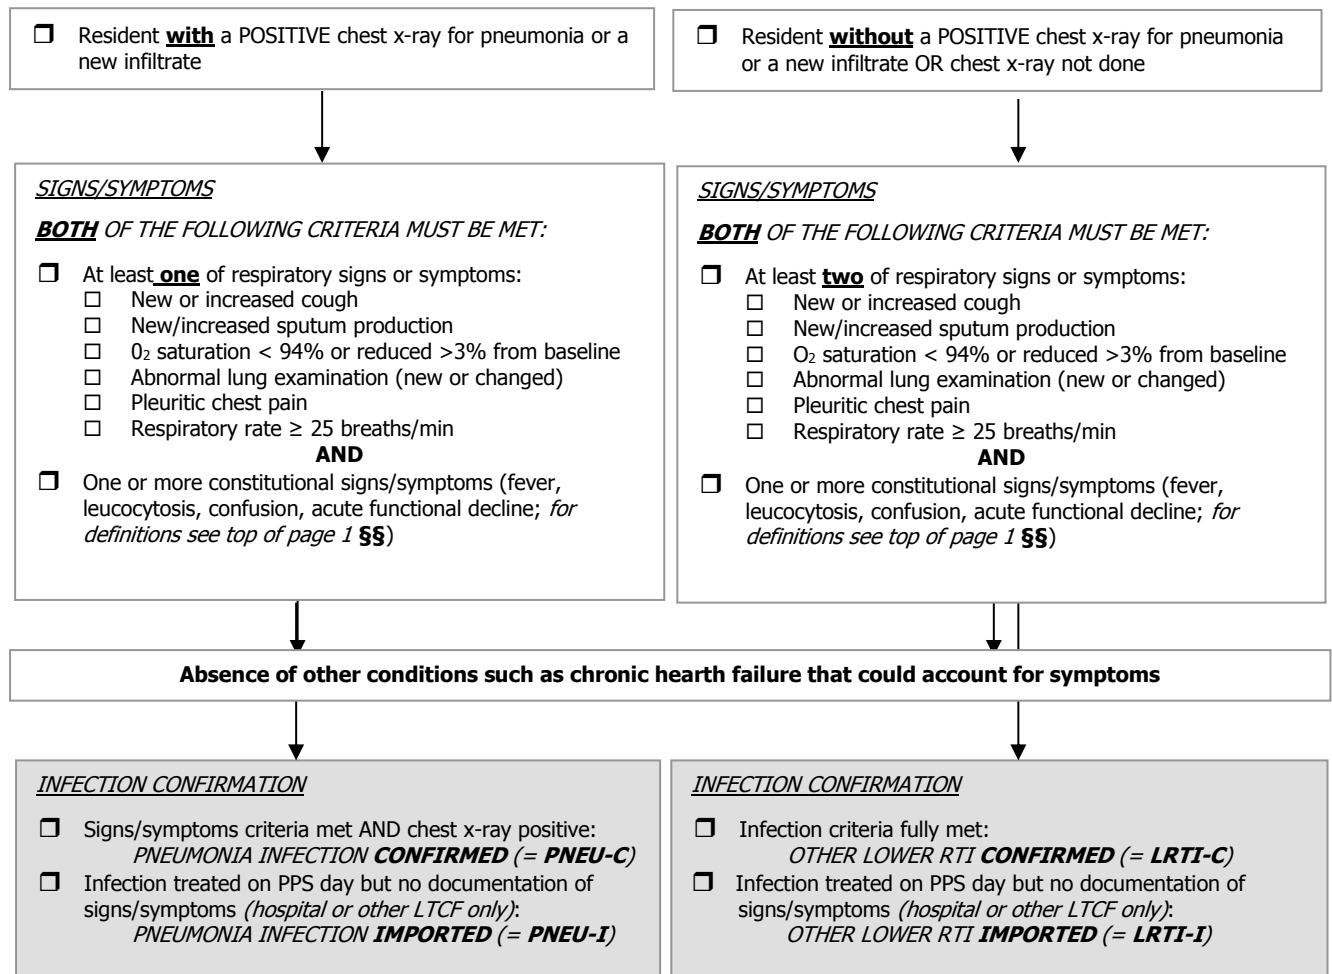 ❒ Resident with a POSITIVE chest x-ray for pneumonia or a
new infiltrate
❒ Resident without a POSITIVE chest x-ray for pneumonia
or a new infiltrate OR chest x-ray not done
SIGNS/SYMPTOMS
BOTH OF THE FOLLOWING CRITERIA MUST BE MET:
❒ At least one of respiratory signs or symptoms:
☐ New or increased cough
☐ New/increased sputum production
☐ 0₂ saturation < 94% or reduced >3% from baseline
☐ Abnormal lung examination (new or changed)
☐ Pleuritic chest pain
☐ Respiratory rate ≥ 25 breaths/min
AND
❒ One or more constitutional signs/symptoms (fever,
leucocytosis, confusion, acute functional decline; for
definitions see top of page 1 §§)
SIGNS/SYMPTOMS
BOTH OF THE FOLLOWING CRITERIA MUST BE MET:
❒ At least two of respiratory signs or symptoms:
☐ New or increased cough
☐ New/increased sputum production
☐ O₂ saturation < 94% or reduced >3% from baseline
☐ Abnormal lung examination (new or changed)
☐ Pleuritic chest pain
☐ Respiratory rate ≥ 25 breaths/min
AND
❒ One or more constitutional signs/symptoms (fever,
leucocytosis, confusion, acute functional decline; for
definitions see top of page 1 §§)
Absence of other conditions such as chronic hearth failure that could account for symptoms
INFECTION CONFIRMATION
❒ Signs/symptoms criteria met AND chest x-ray positive:
PNEUMONIA INFECTION CONFIRMED (= PNEU-C)
❒ Infection treated on PPS day but no documentation of
signs/symptoms (hospital or other LTCF only):
PNEUMONIA INFECTION IMPORTED (= PNEU-I)
INFECTION CONFIRMATION
❒ Infection criteria fully met:
OTHER LOWER RTI CONFIRMED (= LRTI-C)
❒ Infection treated on PPS day but no documentation of
signs/symptoms (hospital or other LTCF only):
OTHER LOWER RTI IMPORTED (= LRTI-I)